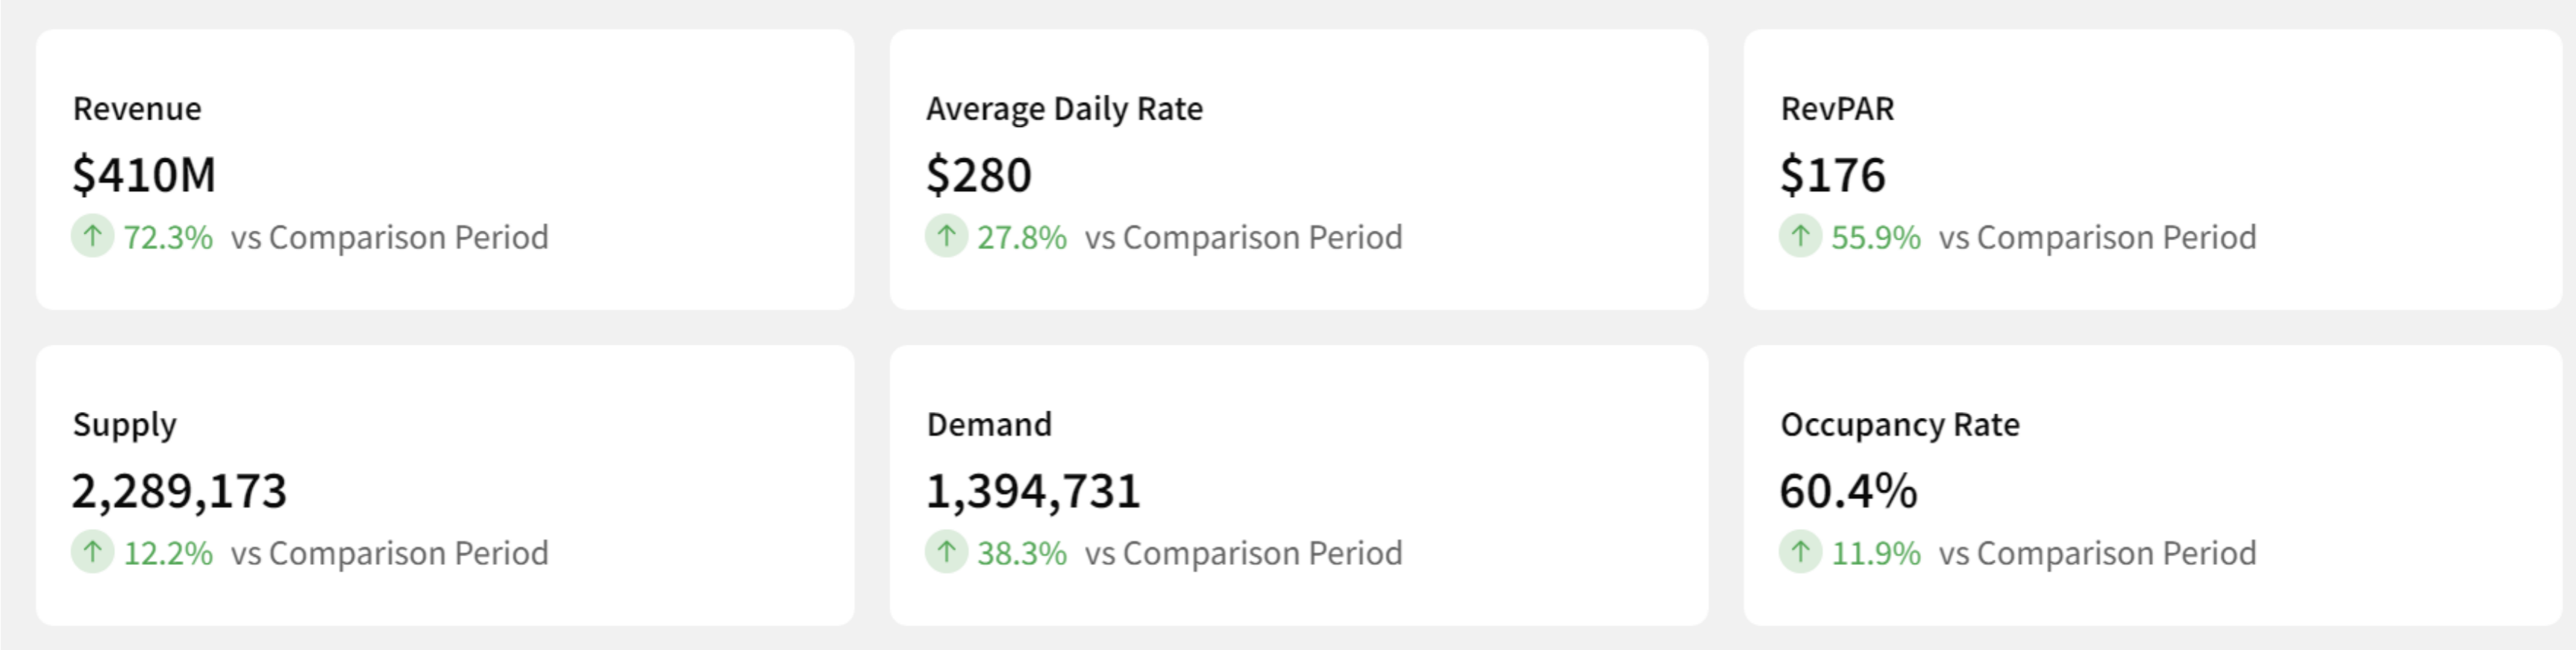 Revenue
$410M
↑ 72.3% vs Comparison Period
Average Daily Rate
$280
↑ 27.8% vs Comparison Period
RevPAR
$176
↑ 55.9% vs Comparison Period
Supply
2,289,173
↑ 12.2% vs Comparison Period
Demand
1,394,731
↑ 38.3% vs Comparison Period
Occupancy Rate
60.4%
↑ 11.9% vs Comparison Period